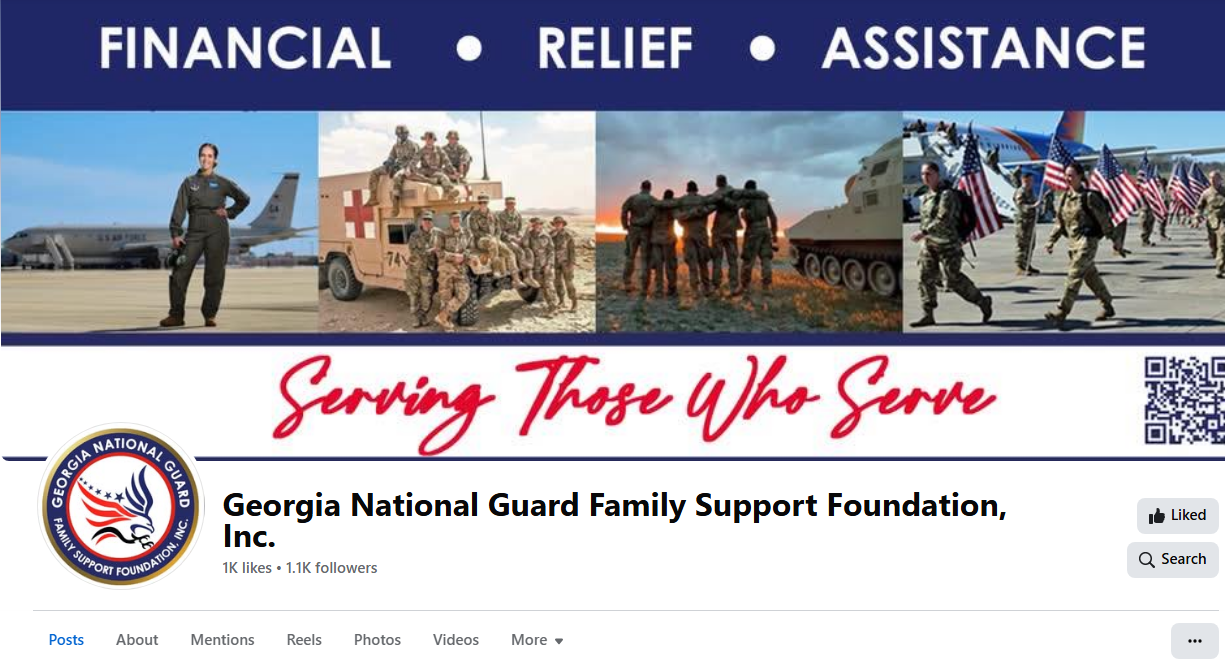 FINANCIAL • RELIEF • ASSISTANCE
U.S. AIR FORCE
GA
74
Serving Those Who Serve
GEORGIA NATIONAL GUARD
FAMILY SUPPORT FOUNDATION, INC.
Georgia National Guard Family Support Foundation,
Inc.
1K likes • 1.1K followers
Liked
Search
Posts About Mentions Reels Photos Videos More